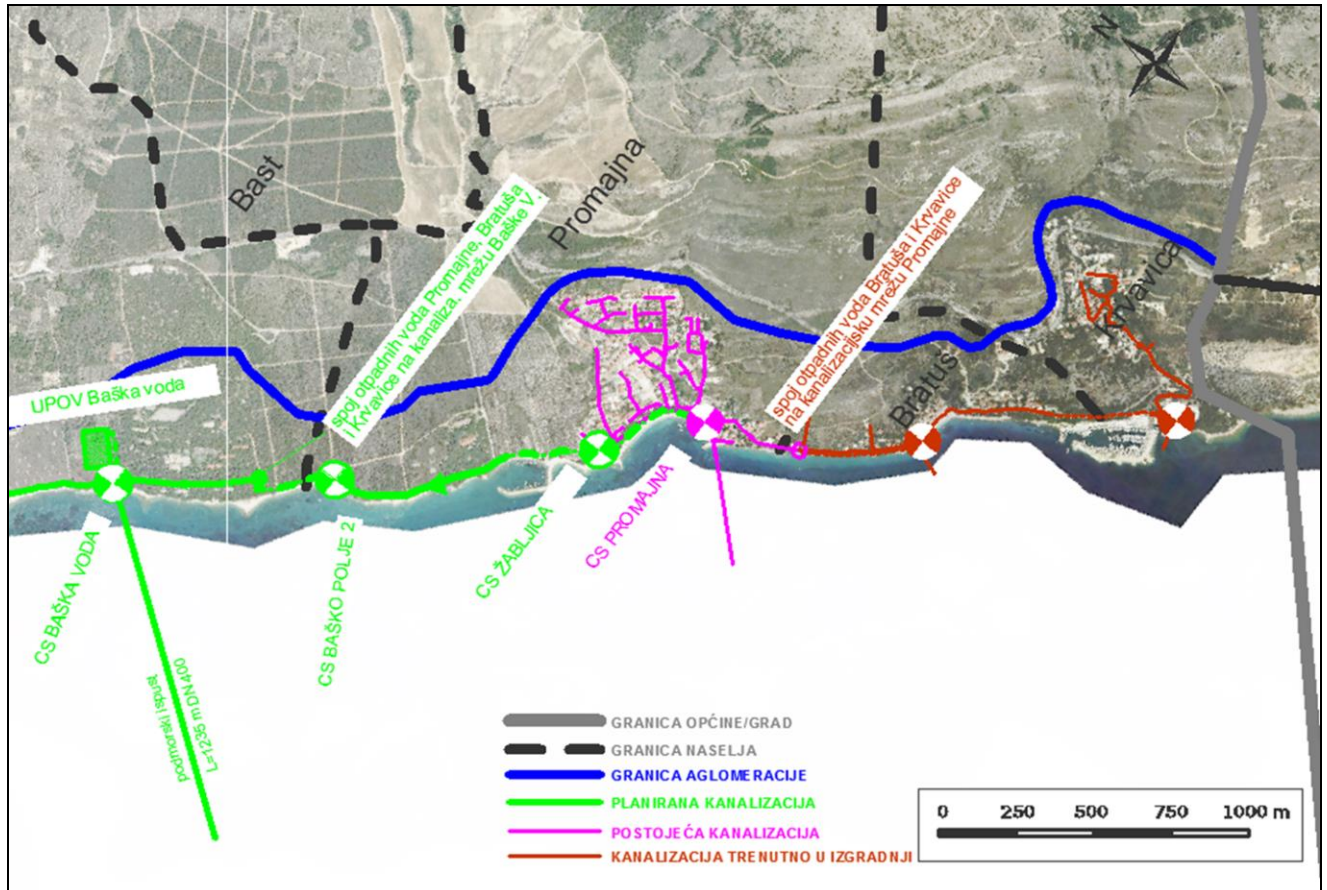 N
Bast
Promajna
spoj otpadnih voda Promajne, Bratuša
i Krvavice na kanaliza. mrežu Baške V.
spoj otpadnih voda Bratuša i Krvavice
na kanalizacijsku mrežu Promajne
Krvavica
Bratuš
UPOV Baška voda
CS BAŠKA VODA
CS BAŠKO POLJE 2
CS ŽABLJICA
CS PROMAJNA
podmorski ispust,
L=1236 m DN 400
GRANICA OPĆINE/GRAD
GRANICA NASELJA
GRANICA AGLOMERACIJE
PLANIRANA KANALIZACIJA
POSTOJEĆA KANALIZACIJA
KANALIZACIJA TRENUTNO U IZGRADNJI
0 250 500 750 1000 m